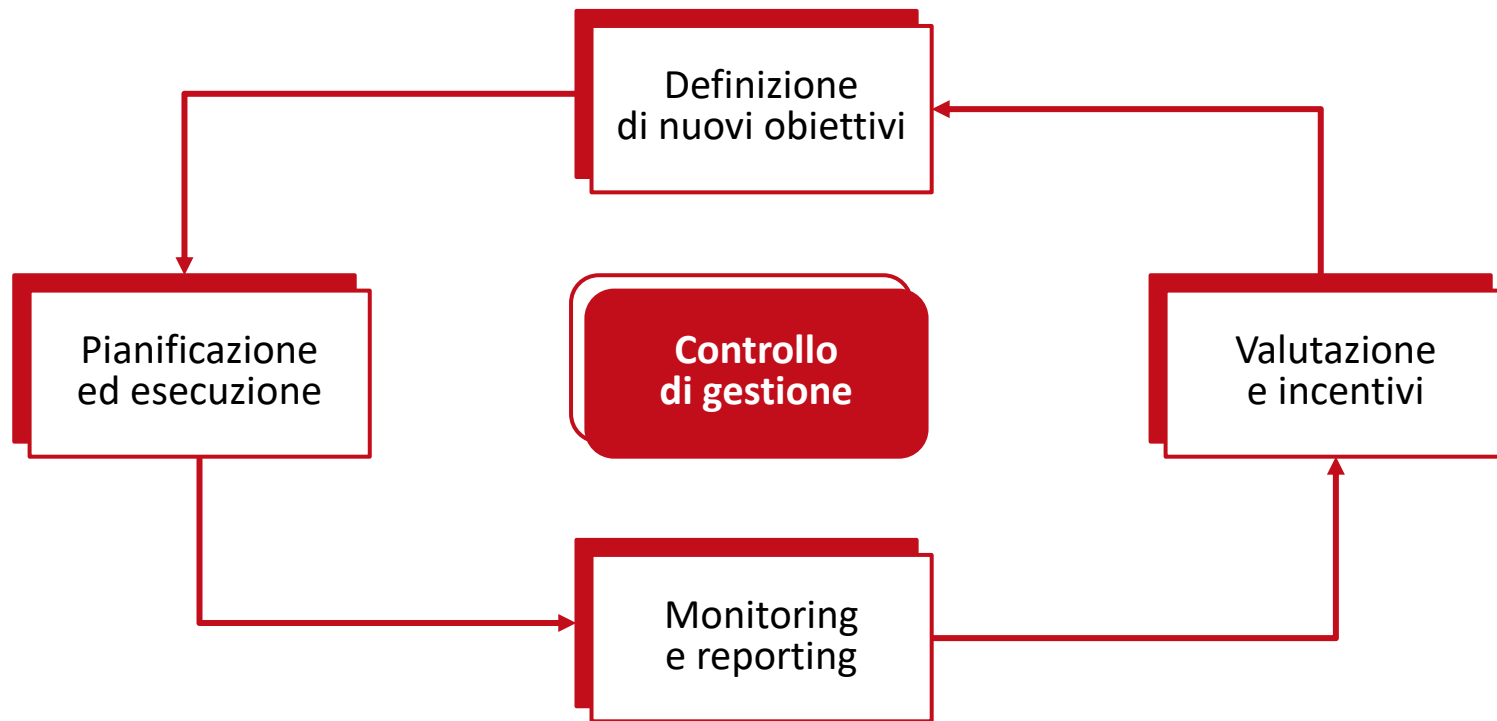 Definizione
di nuovi obiettivi
Pianificazione
ed esecuzione
Controllo
di gestione
Valutazione
e incentivi
Monitoring
e reporting